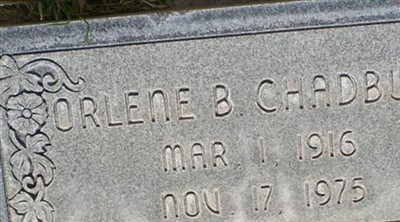 ORLENE B. CHADBU
MAR. 1, 1916
NOV. 17, 1975